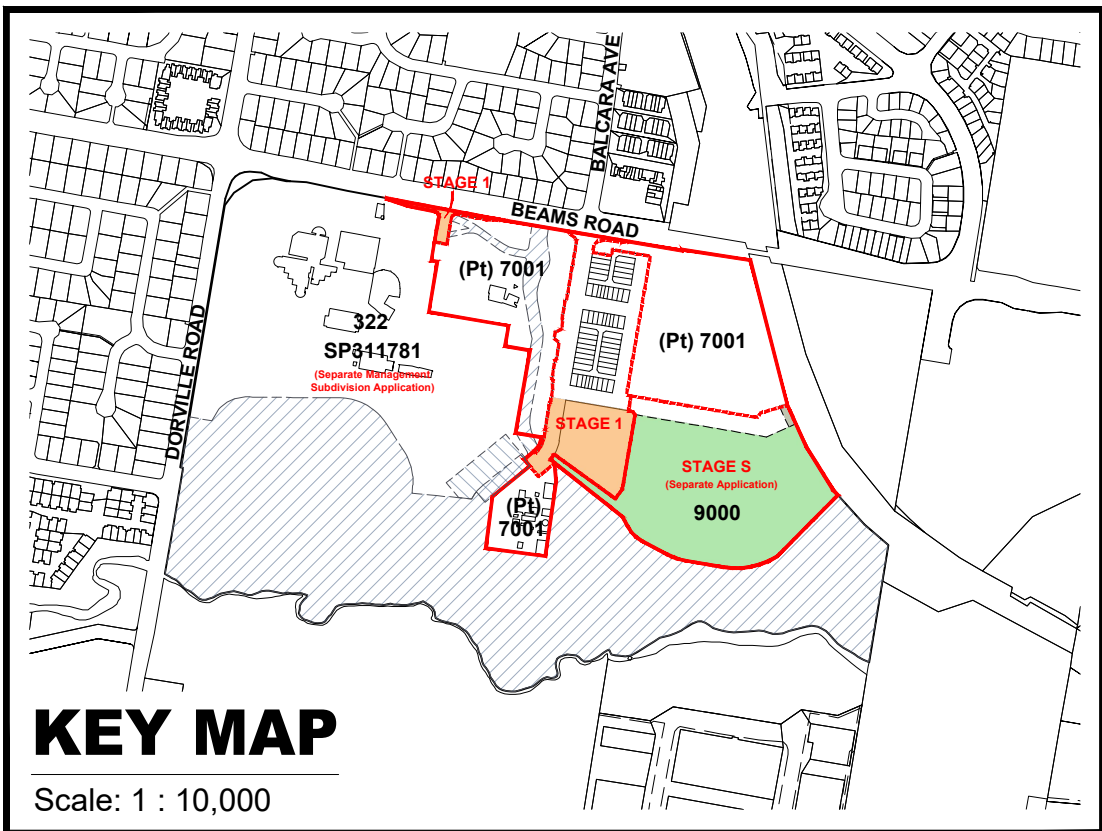 BALCARA AVE
STAGE 1
BEAMS ROAD
(Pt) 7001
322
SP311781
(Separate Management
Subdivision Application)
(Pt) 7001
DORVILLE ROAD
STAGE 1
STAGE S
(Separate Application)
9000
(Pt)
7001
KEY MAP
Scale: 1 : 10,000